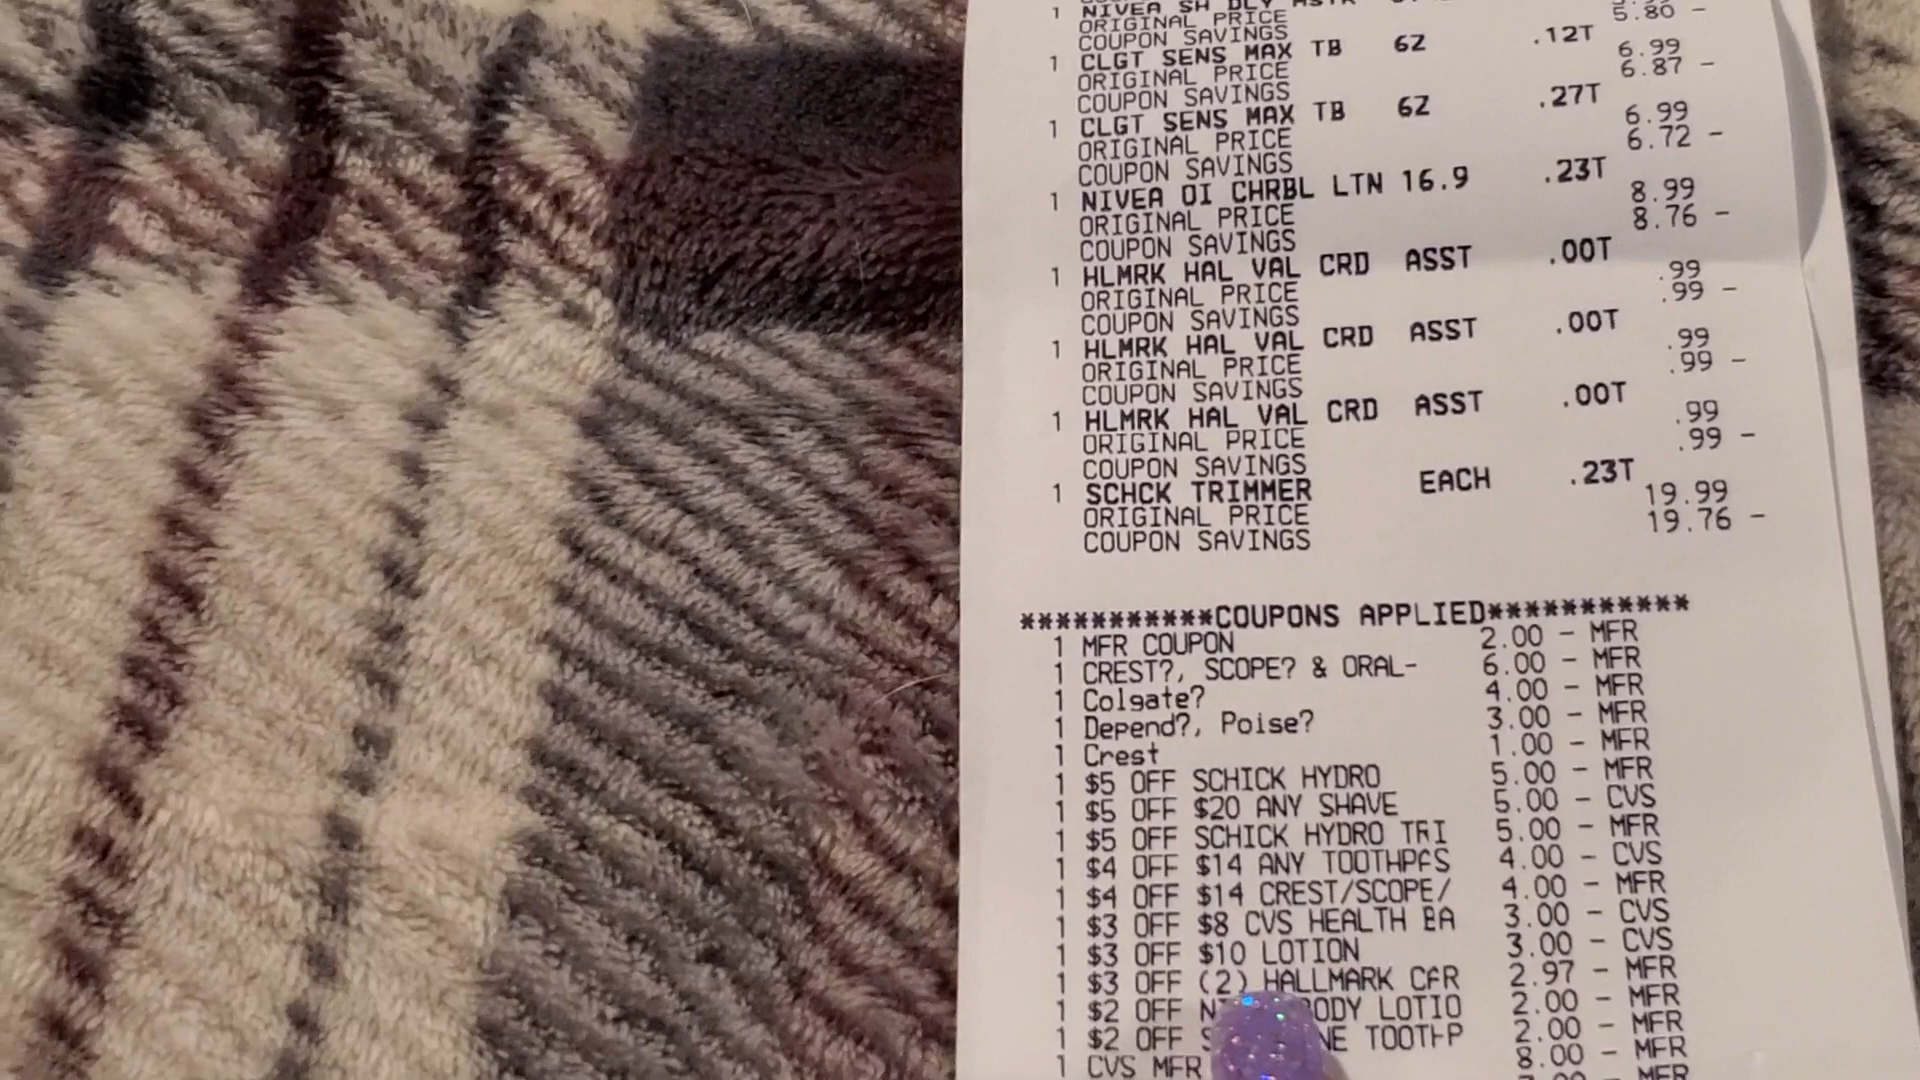 1 NIVEA SH DLY
ORIGINAL PRICE
COUPON SAVINGS 5.80 -
1 CLGT SENS MAX TB 6Z .12T
ORIGINAL PRICE 6.99
COUPON SAVINGS 6.87 -
1 CLGT SENS MAX TB 6Z .27T
ORIGINAL PRICE 6.99
COUPON SAVINGS 6.72 -
1 NIVEA OI CHRBL LTN 16.9 .23T
ORIGINAL PRICE 8.99
COUPON SAVINGS 8.76 -
1 HLMRK HAL VAL CRD ASST .00T
ORIGINAL PRICE .99
COUPON SAVINGS .99 -
1 HLMRK HAL VAL CRD ASST .00T
ORIGINAL PRICE .99
COUPON SAVINGS .99 -
1 HLMRK HAL VAL CRD ASST .00T
ORIGINAL PRICE .99
COUPON SAVINGS .99 -
1 SCHCK TRIMMER EACH .23T
ORIGINAL PRICE 19.99
COUPON SAVINGS 19.76 -
***********COUPONS APPLIED***********
1 MFR COUPON 2.00 - MFR
1 CREST?, SCOPE? & ORAL- 6.00 - MFR
1 Colgate? 4.00 - MFR
1 Depend?, Poise? 3.00 - MFR
1 Crest 1.00 - MFR
1 $5 OFF SCHICK HYDRO 5.00 - MFR
1 $5 OFF $20 ANY SHAVE 5.00 - CVS
1 $5 OFF SCHICK HYDRO TRI 5.00 - MFR
1 $4 OFF $14 ANY TOOTHPAS 4.00 - CVS
1 $4 OFF $14 CREST/SCOPE/ 4.00 - MFR
1 $3 OFF $8 CVS HEALTH BA 3.00 - CVS
1 $3 OFF $10 LOTION 3.00 - CVS
1 $3 OFF (2) HALLMARK CAR 2.97 - MFR
1 $2 OFF BODY LOTIO 2.00 - MFR
1 $2 OFF TOOTHP 2.00 - MFR
1 CVS MFR 8.00 - MFR